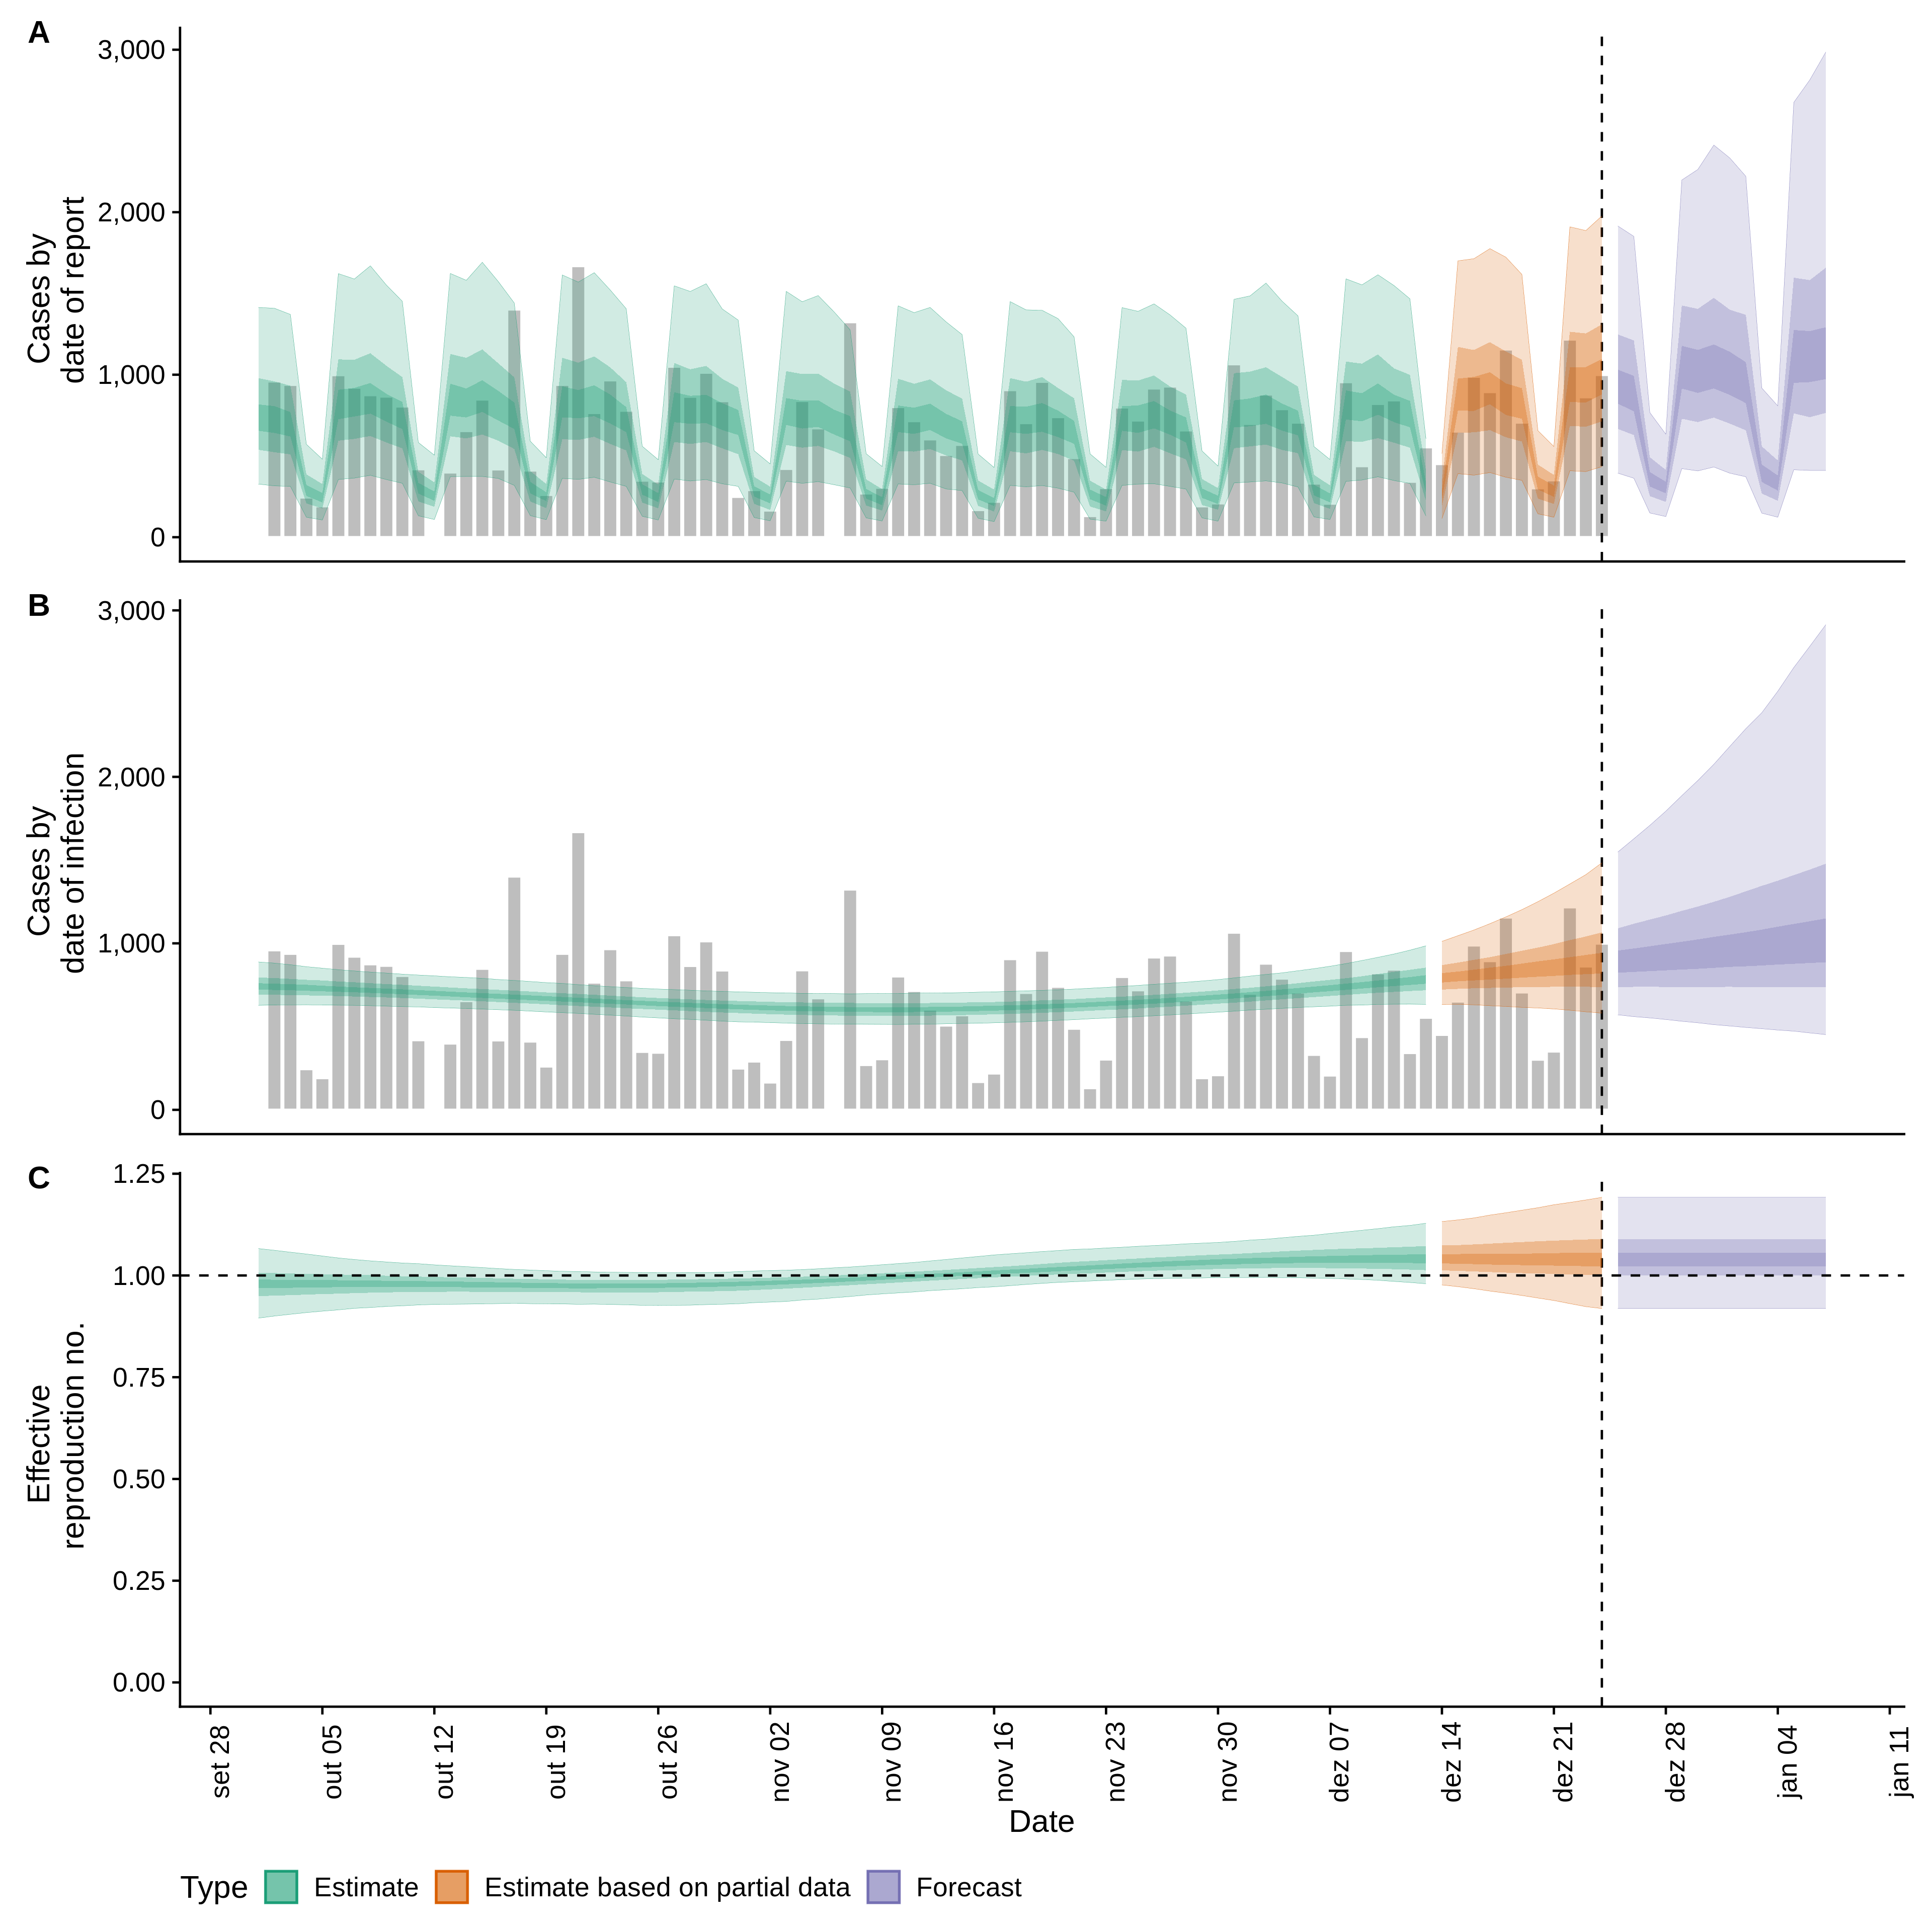 A
Cases by
date of report
3,000
2,000
1,000
0
B
Cases by
date of infection
3,000
2,000
1,000
0
C
Effective
reproduction no.
1.25
1.00
0.75
0.50
0.25
0.00
set 28
out 05
out 12
out 19
out 26
nov 02
nov 09
nov 16
nov 23
nov 30
dez 07
dez 14
dez 21
dez 28
jan 04
jan 11
Date
Type Estimate Estimate based on partial data Forecast